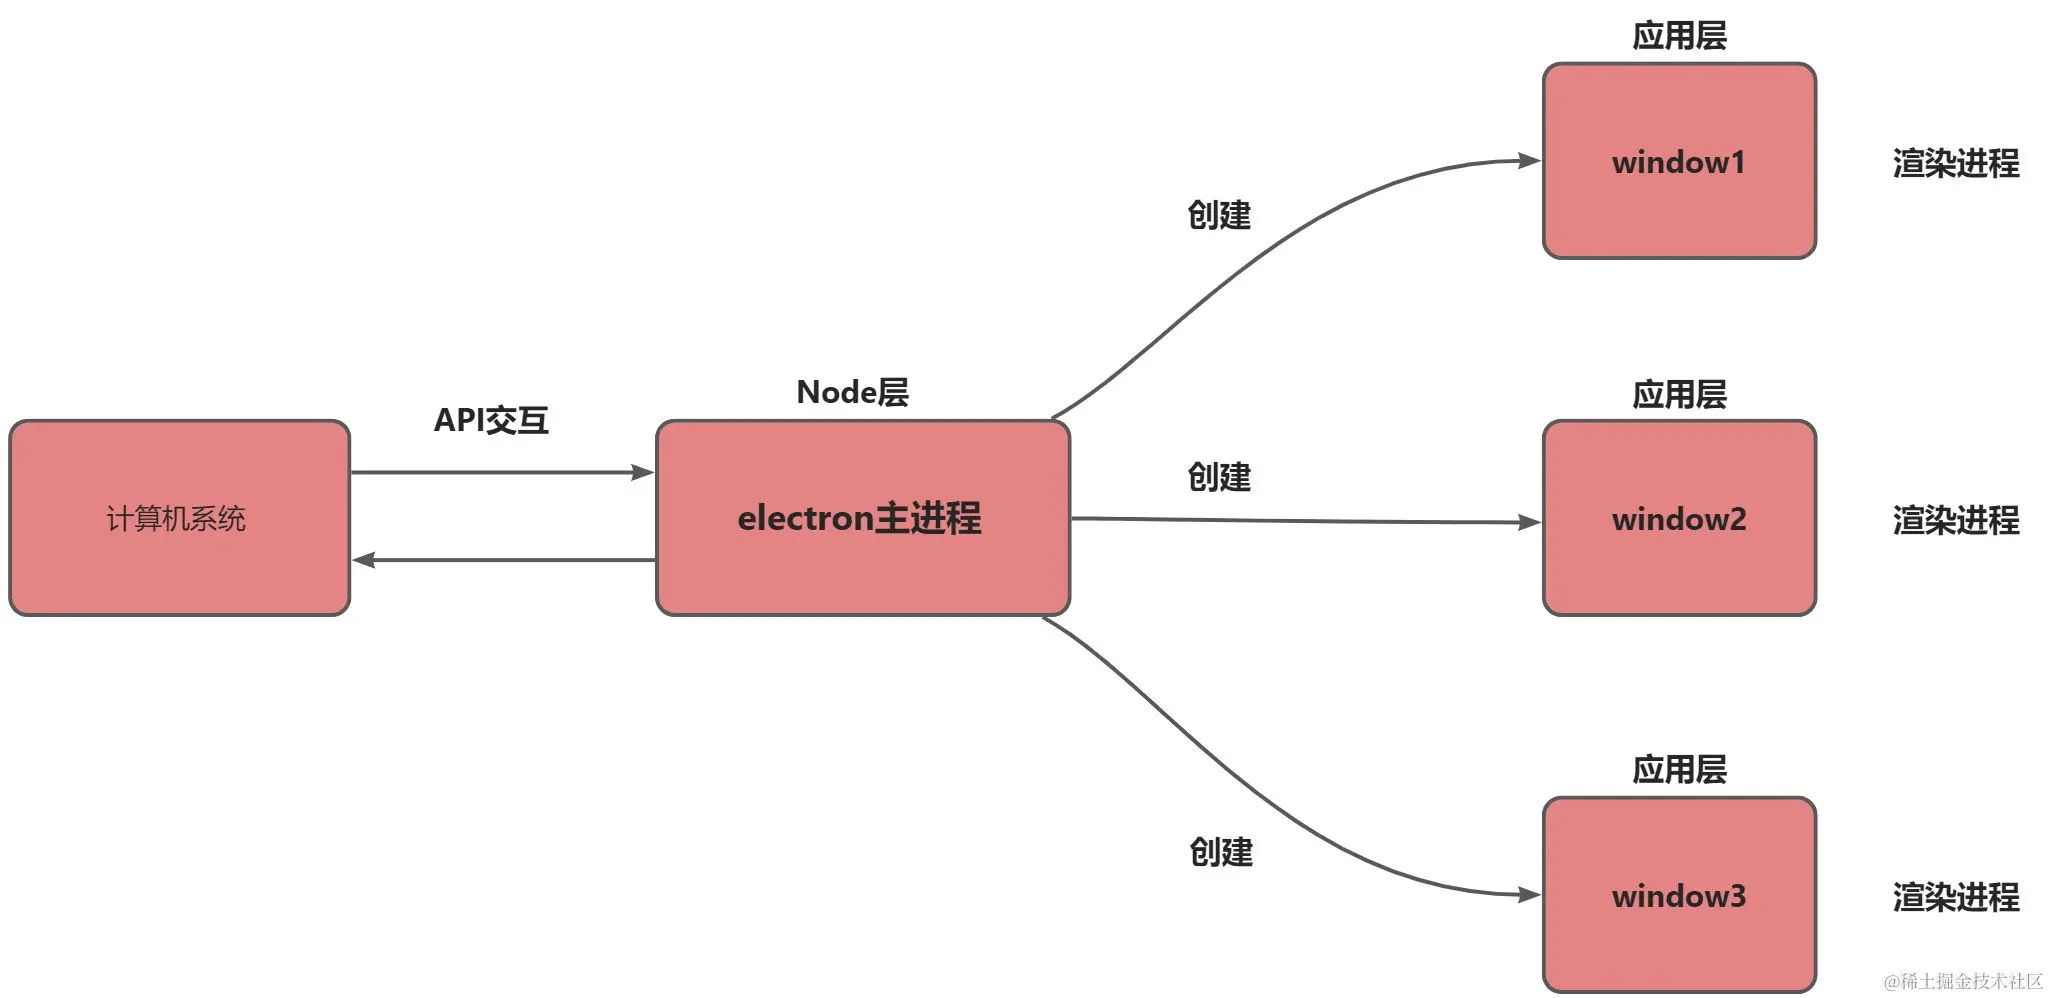 应用层
window1
渲染进程
创建
Node层
API交互
计算机系统
electron主进程
创建
应用层
window2
渲染进程
应用层
创建
window3
渲染进程
@稀土掘金技术社区